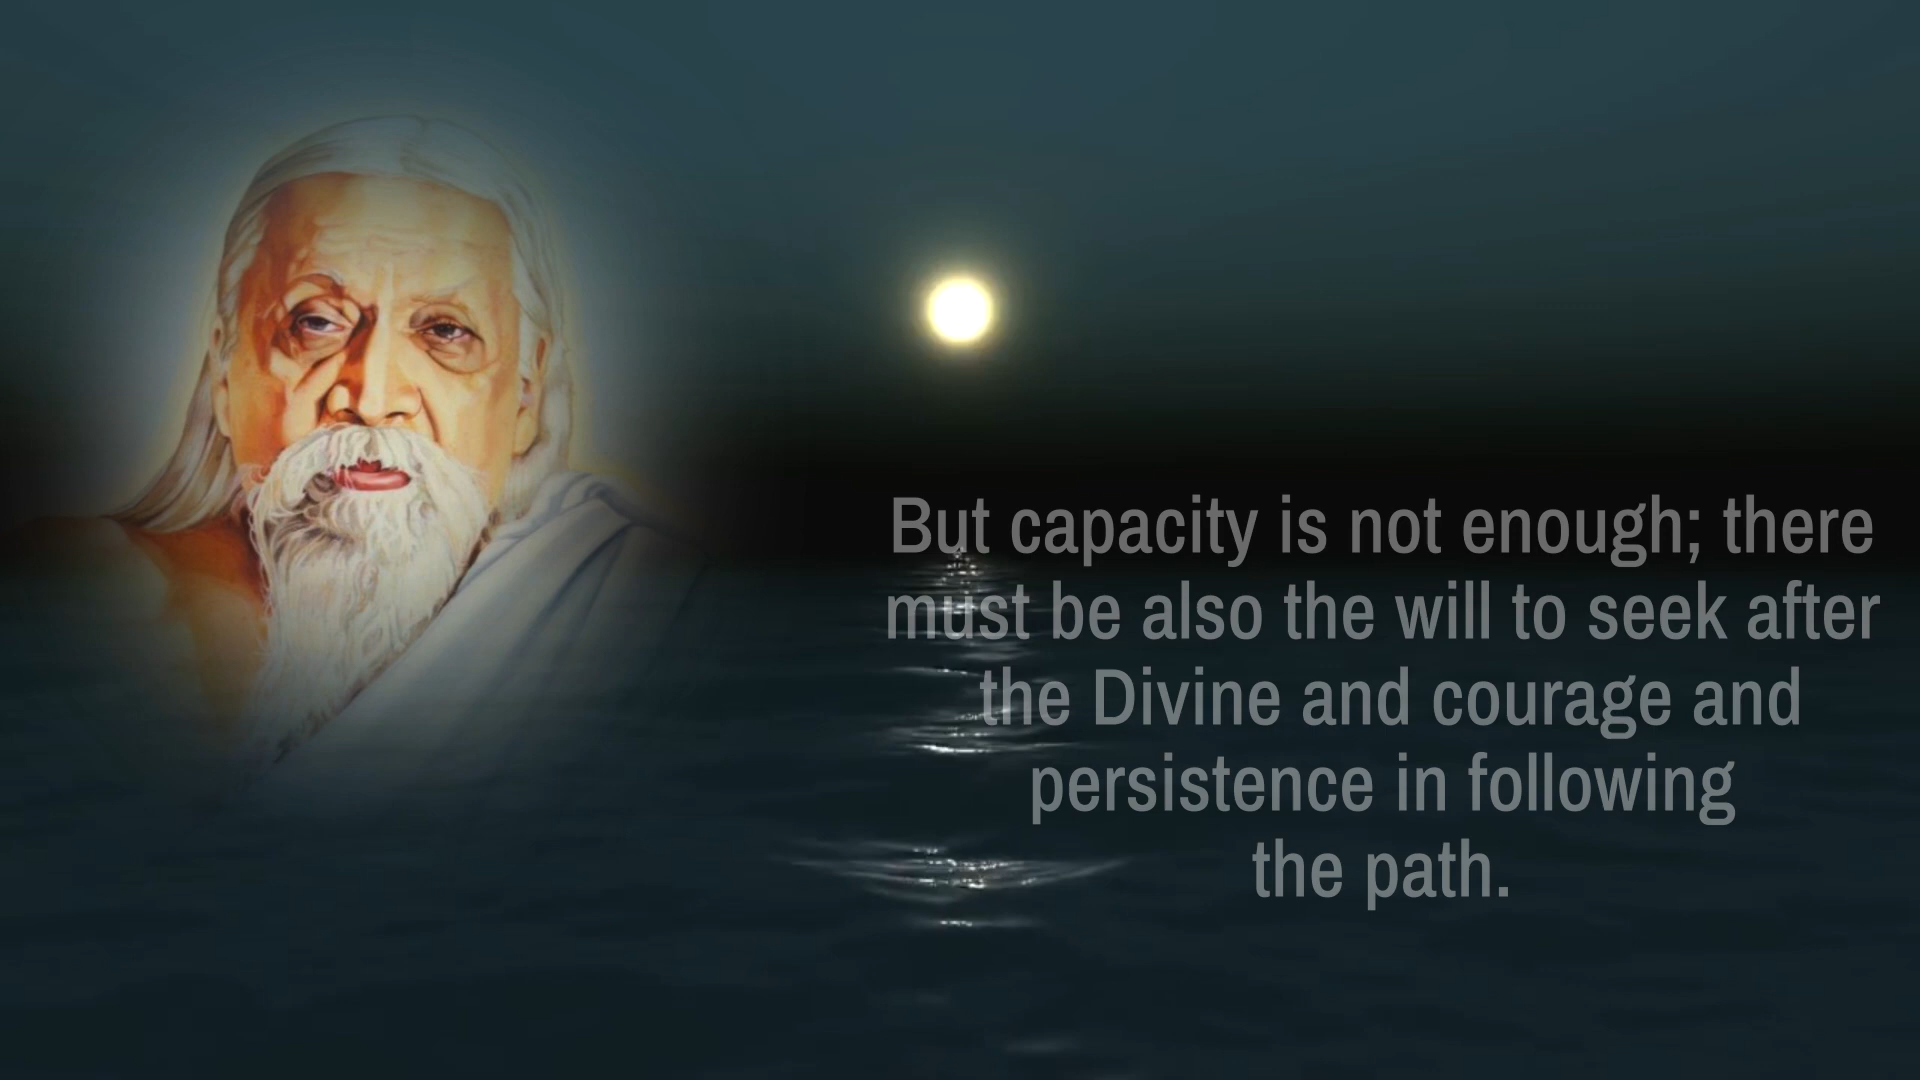 But capacity is not enough; there
must be also the will to seek after
the Divine and courage and
persistence in following
the path.